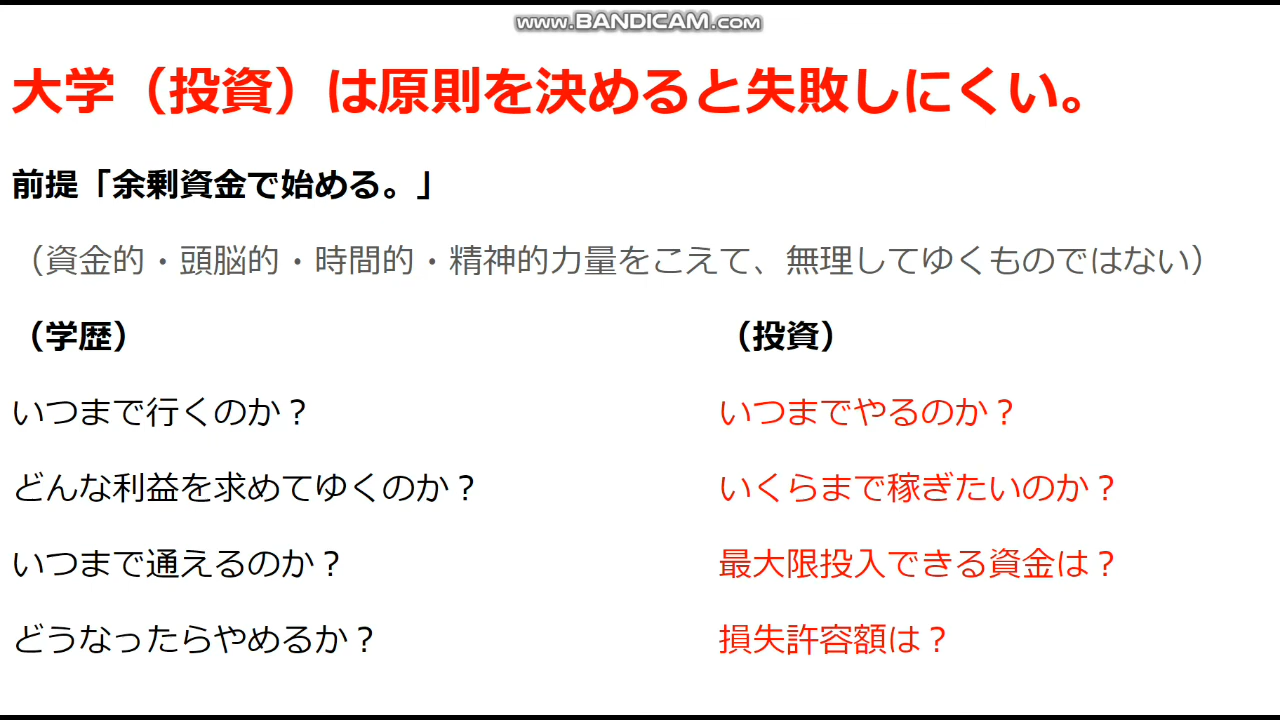 www.BANDICAM.com
大学（投資）は原則を決めると失敗しにくい。
前提「余剰資金で始める。」
（資金的・頭脳的・時間的・精神的力量をこえて、無理してゆくものではない）
（学歴）
いつまで行くのか？
どんな利益を求めてゆくのか？
いつまで通えるのか？
どうなったらやめるか？
（投資）
いつまでやるのか？
いくらまで稼ぎたいのか？
最大限投入できる資金は？
損失許容額は？